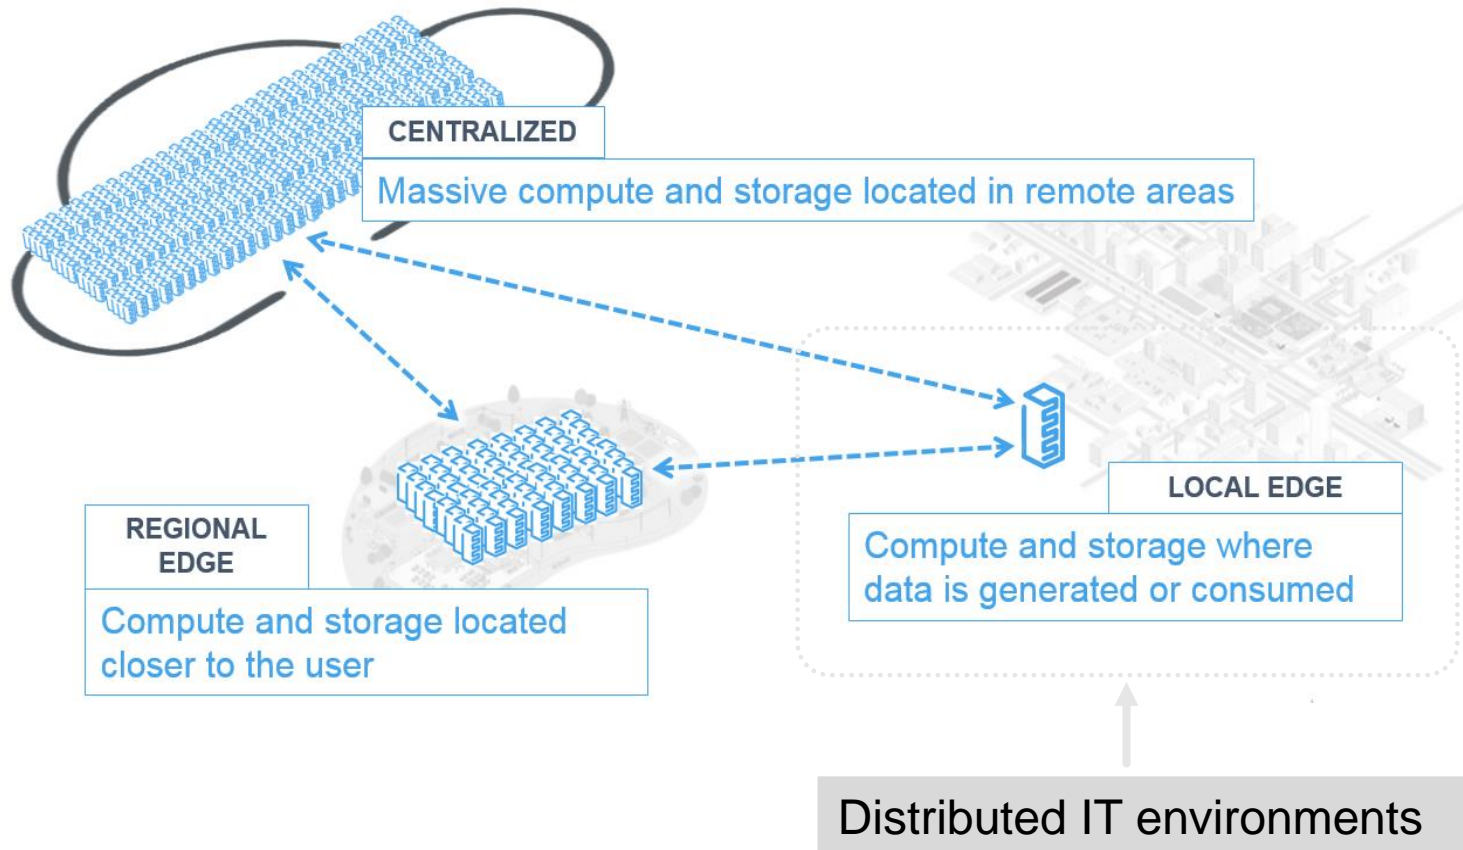 CENTRALIZED
Massive compute and storage located in remote areas
LOCAL EDGE
Compute and storage where
data is generated or consumed
REGIONAL
EDGE
Compute and storage located
closer to the user
Distributed IT environments